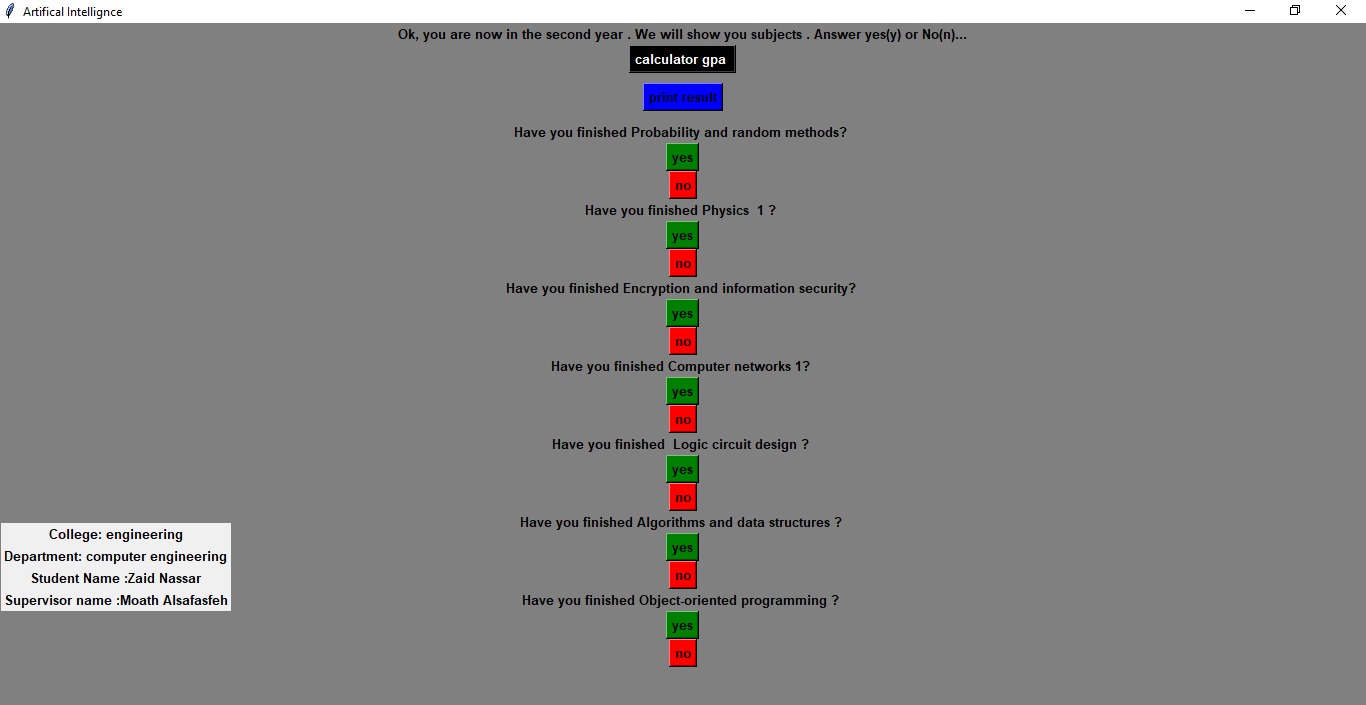 Artifical Intellignce
Ok, you are now in the second year . We will show you subjects . Answer yes(y) or No(n)...
calculator gpa
print result
Have you finished Probability and random methods?
yes
no
Have you finished Physics  1 ?
yes
no
Have you finished Encryption and information security?
yes
no
Have you finished Computer networks 1?
yes
no
Have you finished  Logic circuit design ?
yes
no
Have you finished Algorithms and data structures ?
yes
no
Have you finished Object-oriented programming ?
yes
no
College: engineering
Department: computer engineering
Student Name :Zaid Nassar
Supervisor name :Moath Alsafasfeh